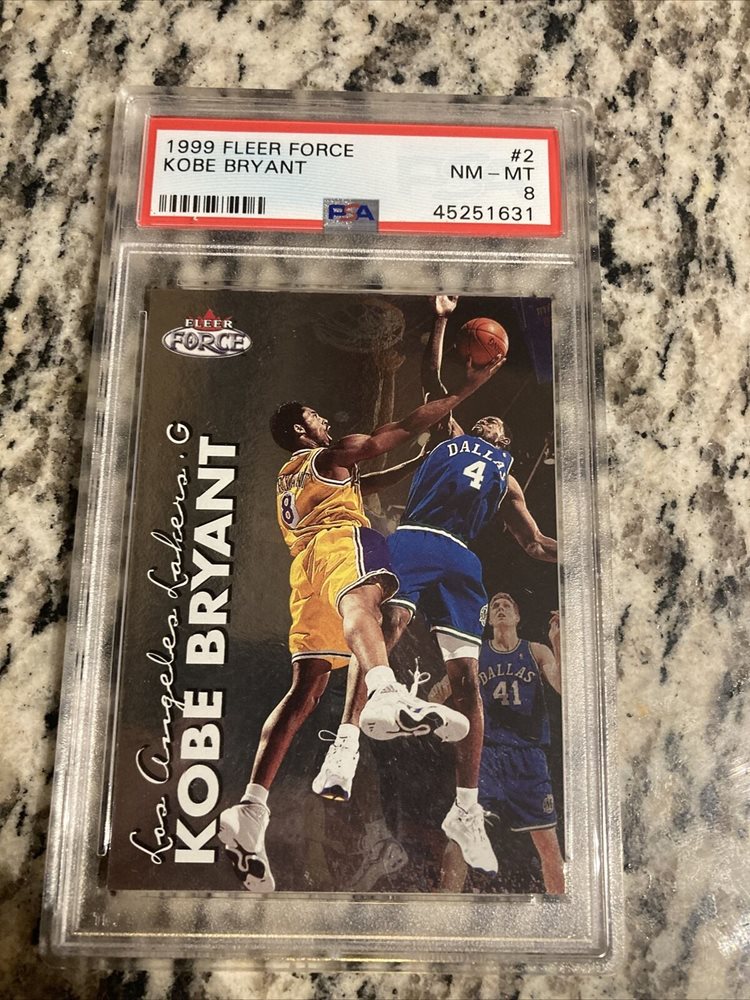 1999 FLEER FORCE #2
KOBE BRYANT NM - MT
8
PSA 45251631
FLEER
FORCE
Los Angeles Lakers · G
KOBE BRYANT
8
DALLAS
4
DALLAS
41